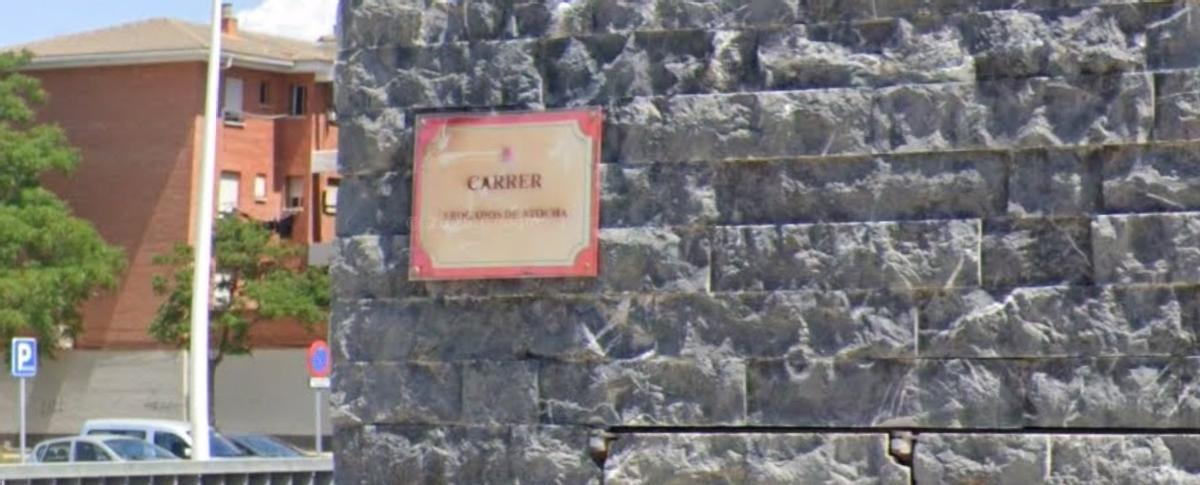 CARRER
ABOGADOS DE ATOCHA
P